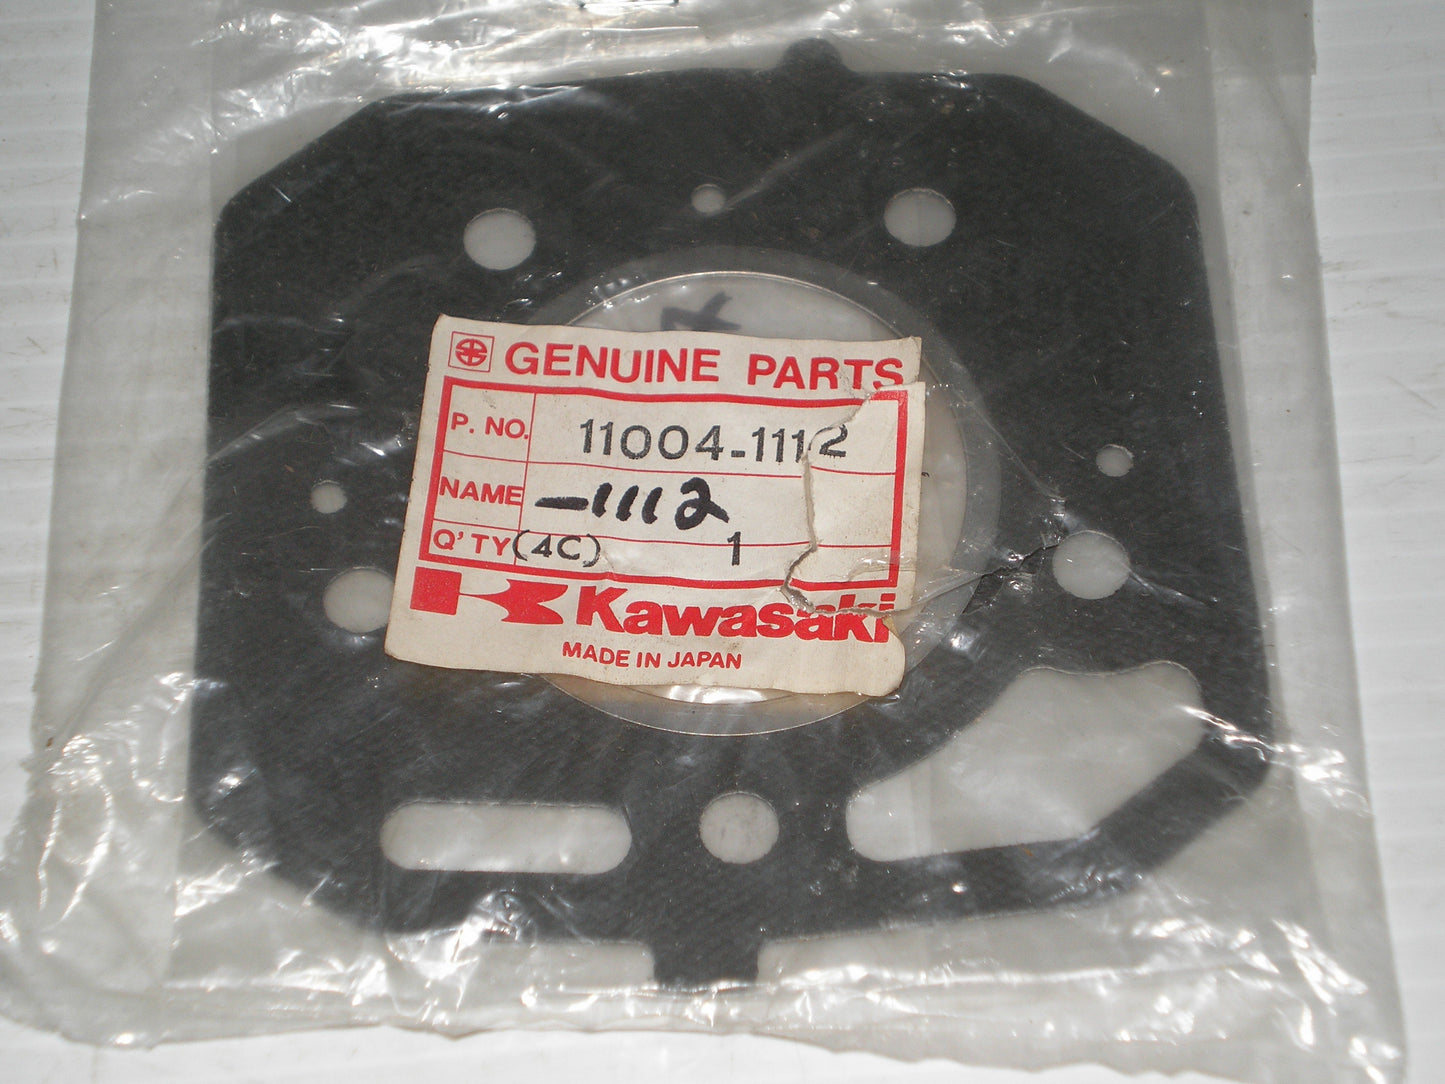 GENUINE PARTS
P. NO. 11004-1112
NAME -1112
Q'TY (4C) 1
Kawasaki
MADE IN JAPAN